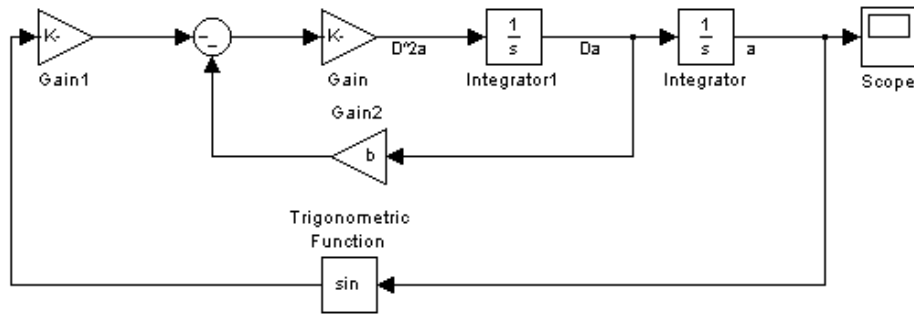 K-
Gain1
K-
Gain
D^2a
1
s
Integrator1
Da
1
s
Integrator
a
Scope
Gain2
b
Trigonometric
Function
sin